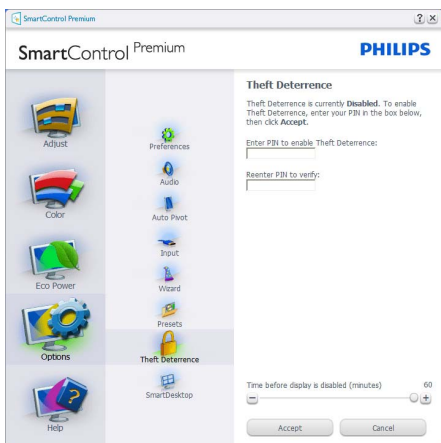 SmartControl Premium
SmartControl Premium
PHILIPS
Adjust
Color
Eco Power
Options
Help
Preferences
Audio
Auto Pivot
Input
Wizard
Presets
Theft Deterrence
SmartDesktop
Theft Deterrence
Theft Deterrence is currently Disabled. To enable
Theft Deterrence, enter your PIN in the box below,
then click Accept.
Enter PIN to enable Theft Deterrence:
Reenter PIN to verify:
Time before display is disabled (minutes) 60
Accept Cancel